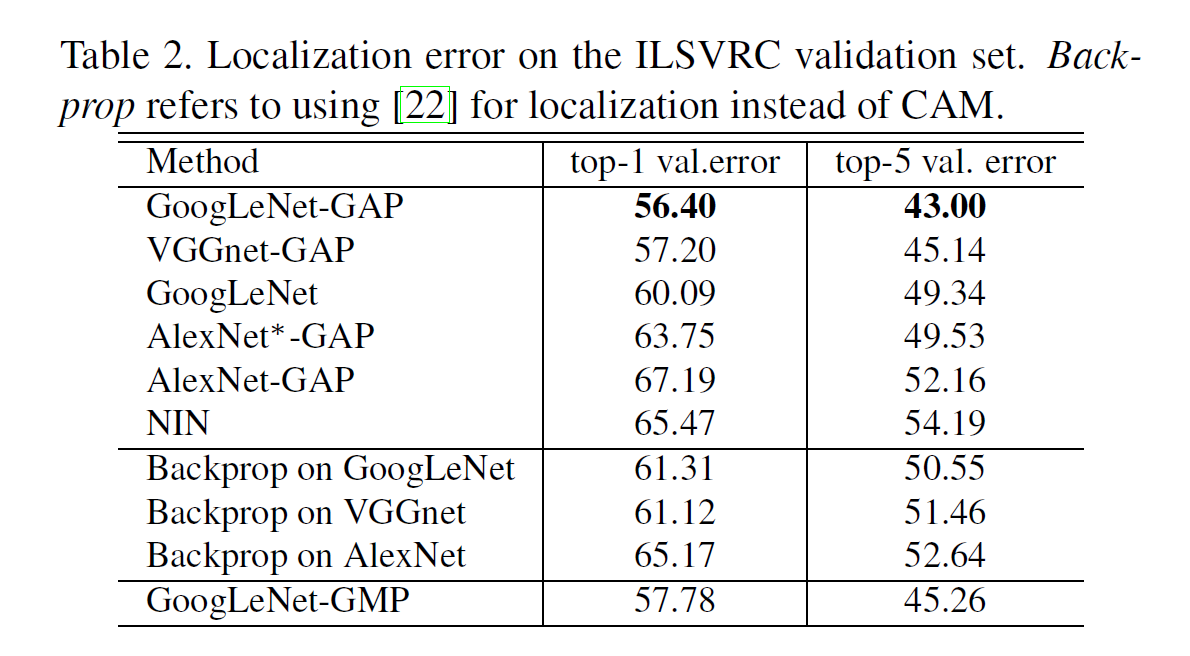 Table 2. Localization error on the ILSVRC validation set. Back-
prop refers to using [22] for localization instead of CAM.
Method top-1 val.error top-5 val. error
GoogLeNet-GAP 56.40 43.00
VGGnet-GAP 57.20 45.14
GoogLeNet 60.09 49.34
AlexNet*-GAP 63.75 49.53
AlexNet-GAP 67.19 52.16
NIN 65.47 54.19
Backprop on GoogLeNet 61.31 50.55
Backprop on VGGnet 61.12 51.46
Backprop on AlexNet 65.17 52.64
GoogLeNet-GMP 57.78 45.26